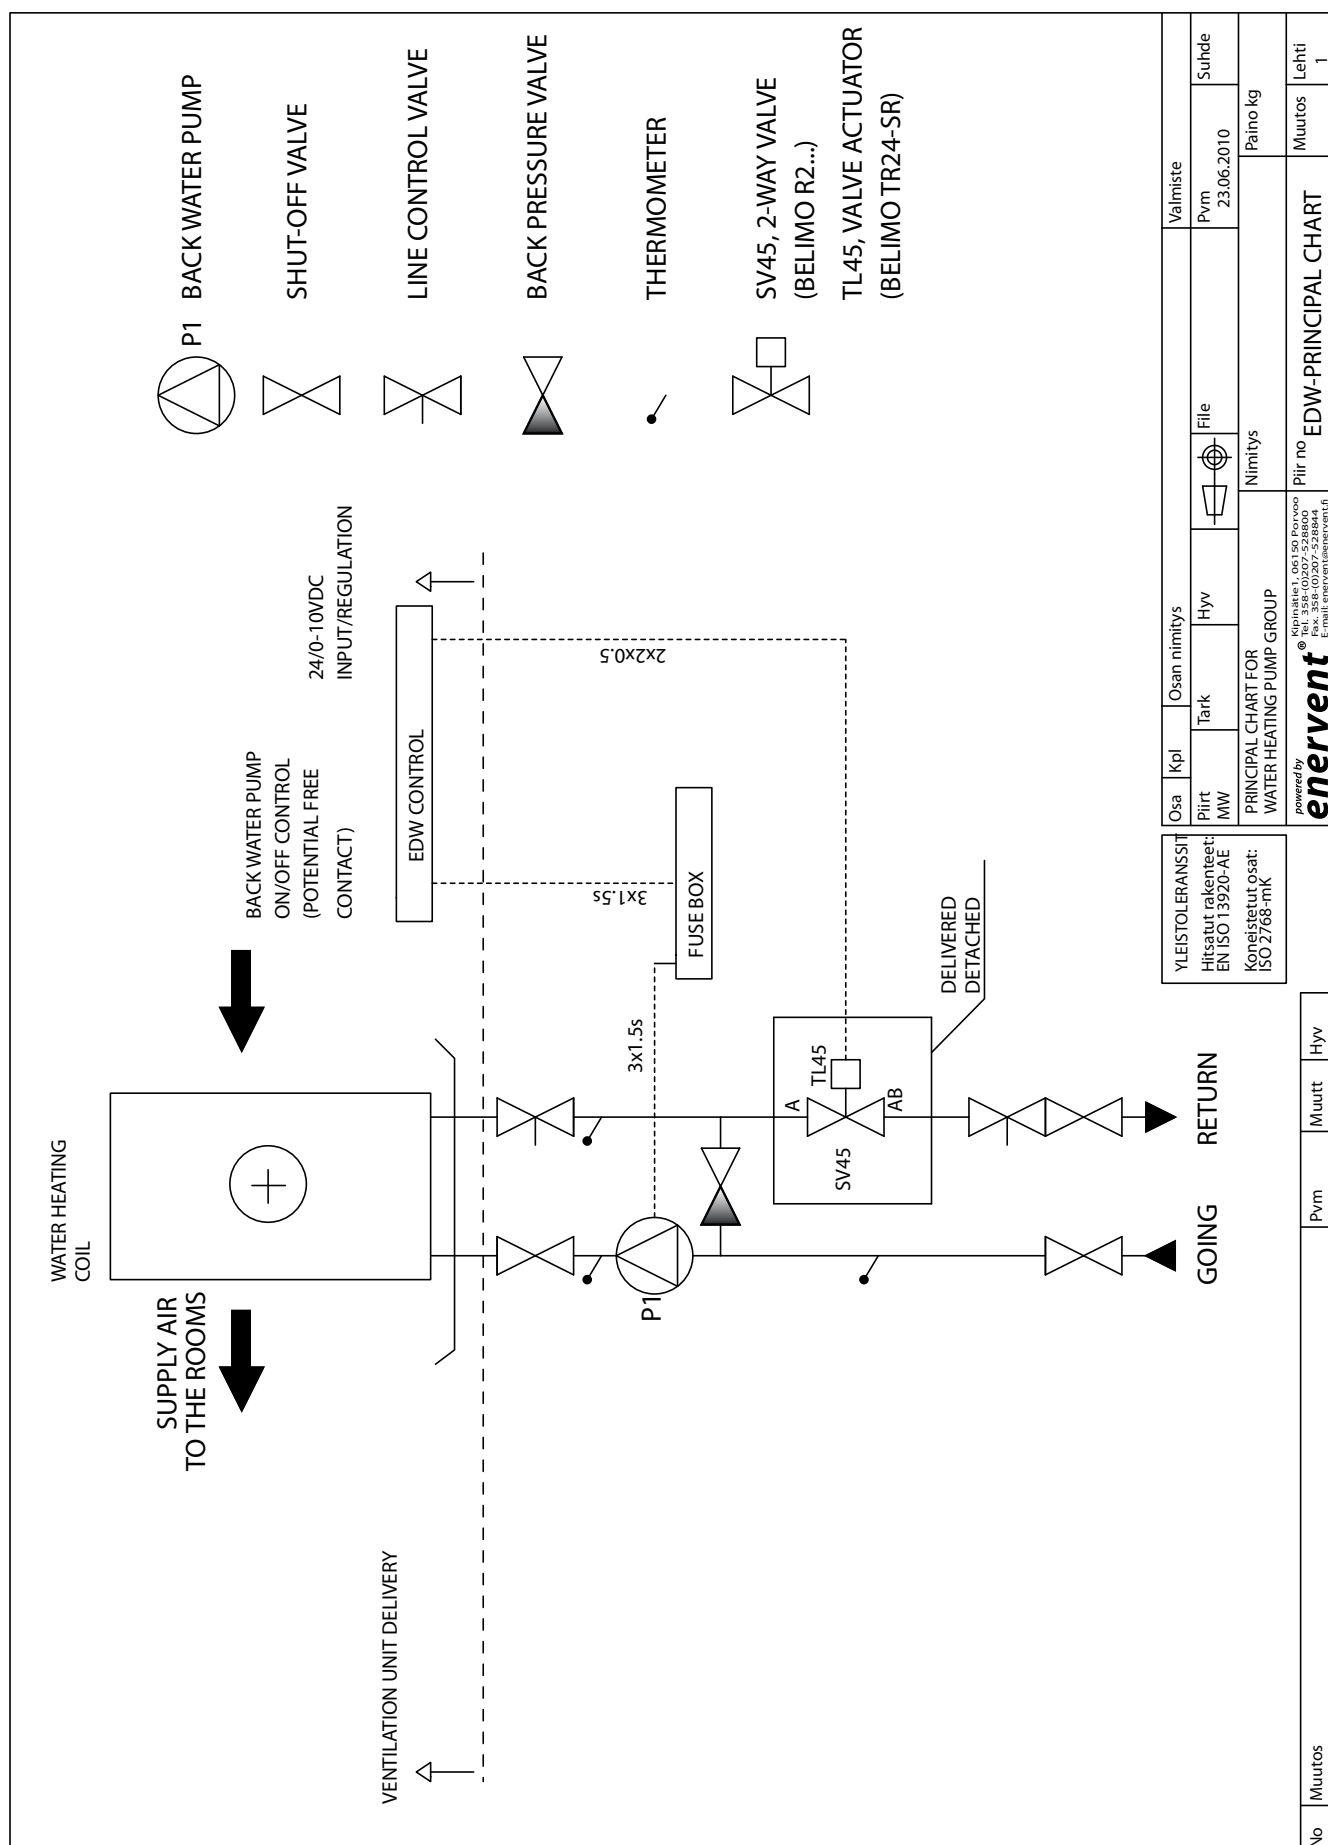 WATER HEATING
COIL
SUPPLY AIR
TO THE ROOMS
VENTILATION UNIT DELIVERY
BACK WATER PUMP
ON/OFF CONTROL
(POTENTIAL FREE
CONTACT)
24/0-10VDC
INPUT/REGULATION
EDW CONTROL
3x1.5s
2x2x0.5
FUSE BOX
3x1.5s
P1
A
TL45
SV45
AB
DELIVERED
DETACHED
GOING
RETURN
P1 BACK WATER PUMP
SHUT-OFF VALVE
LINE CONTROL VALVE
BACK PRESSURE VALVE
THERMOMETER
SV45, 2-WAY VALVE
(BELIMO R2...)
TL45, VALVE ACTUATOR
(BELIMO TR24-SR)
YLEISTOLERANSSIT
Hitsatut rakenteet:
EN ISO 13920-AE
Koneistetut osat:
ISO 2768-mK
Osa Kpl Osan nimitys Valmiste
Piirt Tark Hyv File Pvm Suhde
MW 23.06.2010
PRINCIPAL CHART FOR
WATER HEATING PUMP GROUP
Nimitys Paino kg
powered by
enervent®
Kipinätie1, 06150 Porvoo
Tel. 358-(0)207-528800
Fax. 358-(0)207-528844
E-mail: enervent@enervent.fi
Piir no Muutos Lehti
EDW-PRINCIPAL CHART 1
No Muutos Pvm Muutt Hyv